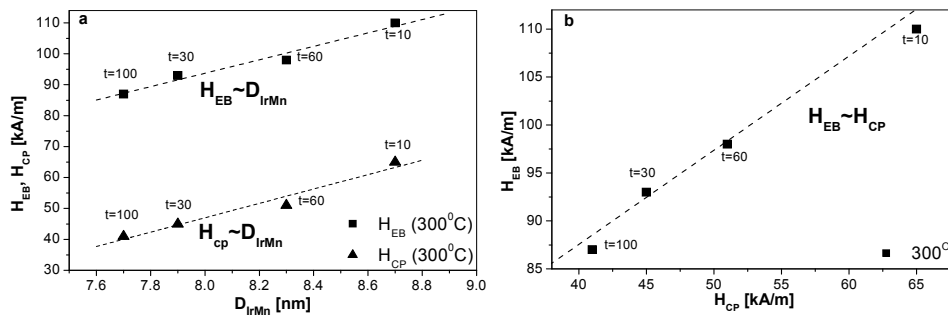 a
110
100
90
80
70
60
50
40
30
H_EB, H_CP [kA/m]
t=100
t=30
t=60
t=10
H_EB~D_IrMn
t=10
t=100
t=30
t=60
H_cp~D_IrMn
H_EB (300⁰C)
H_CP (300⁰C)
7.6 7.8 8.0 8.2 8.4 8.6 8.8 9.0
D_IrMn [nm]
b
110
105
100
95
90
85
H_EB [kA/m]
t=10
H_EB~H_CP
t=60
t=30
t=100
300⁰C
40 45 50 55 60 65
H_CP [kA/m]